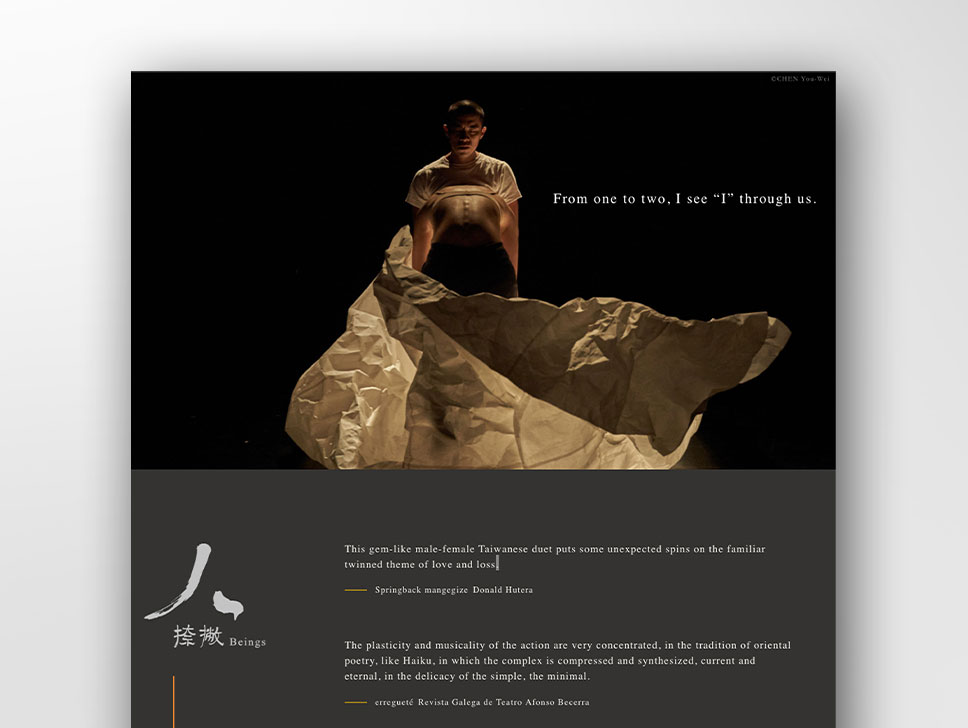 ©CHEN You-Wei
From one to two, I see “I” through us.
This gem-like male-female Taiwanese duet puts some unexpected spins on the familiar
twinned theme of love and loss.
Springback mangegize Donald Hutera
人
捺撇 Beings
The plasticity and musicality of the action are very concentrated, in the tradition of oriental
poetry, like Haiku, in which the complex is compressed and synthesized, current and
eternal, in the delicacy of the simple, the minimal.
erregueté Revista Galega de Teatro Afonso Becerra